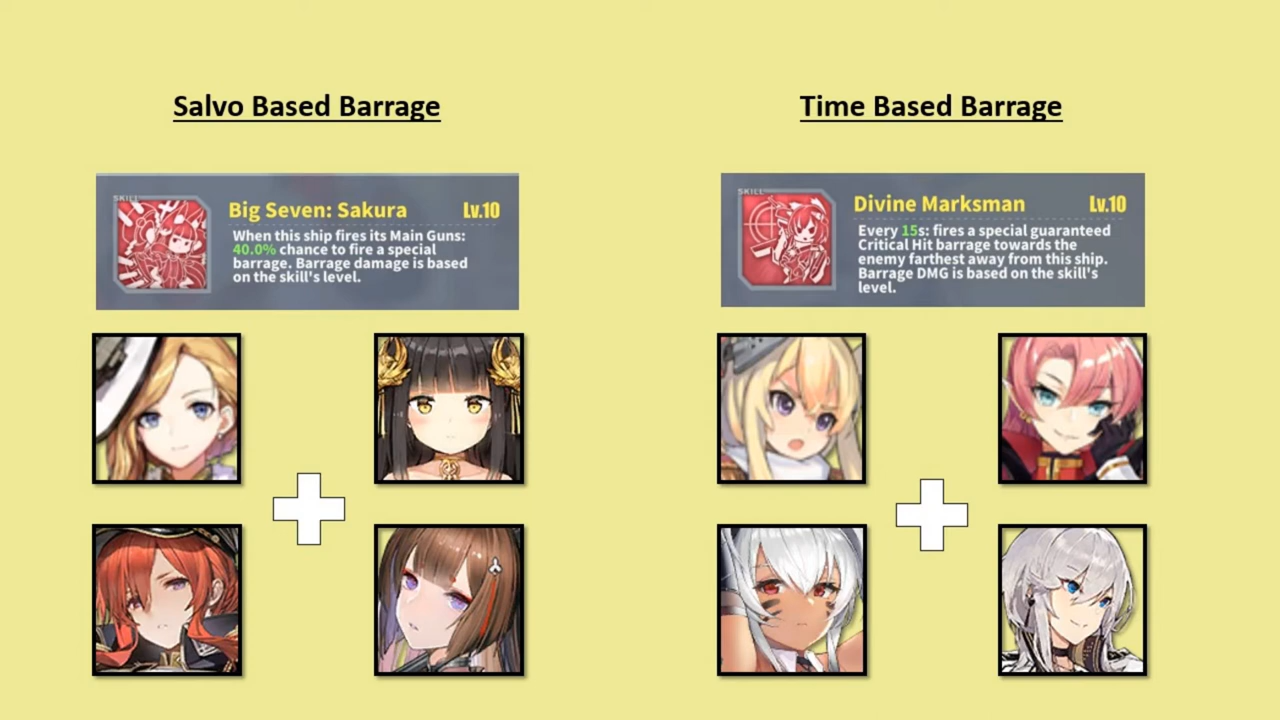 Salvo Based Barrage
Time Based Barrage
SKILL
Big Seven: Sakura
Lv.10
When this ship fires its Main Guns:
40.0% chance to fire a special
barrage. Barrage damage is based
on the skill's level.
SKILL
Divine Marksman
Lv.10
Every 15s: fires a special guaranteed
Critical Hit barrage towards the
enemy farthest away from this ship.
Barrage DMG is based on the skill's
level.